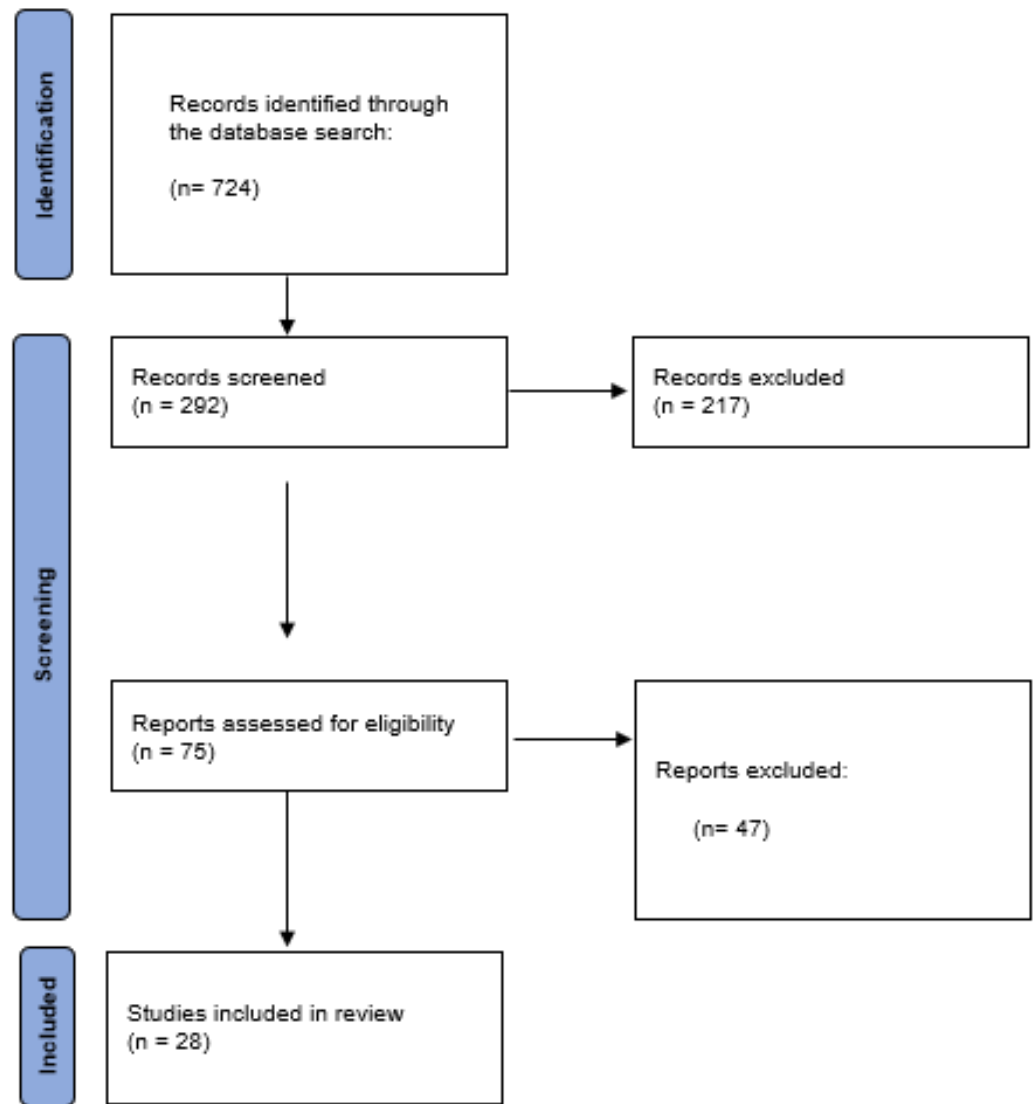 Identification
Records identified through
the database search:
(n= 724)
Screening
Records screened
(n = 292)
Records excluded
(n = 217)
Reports assessed for eligibility
(n = 75)
Reports excluded:
(n= 47)
Included
Studies included in review
(n = 28)